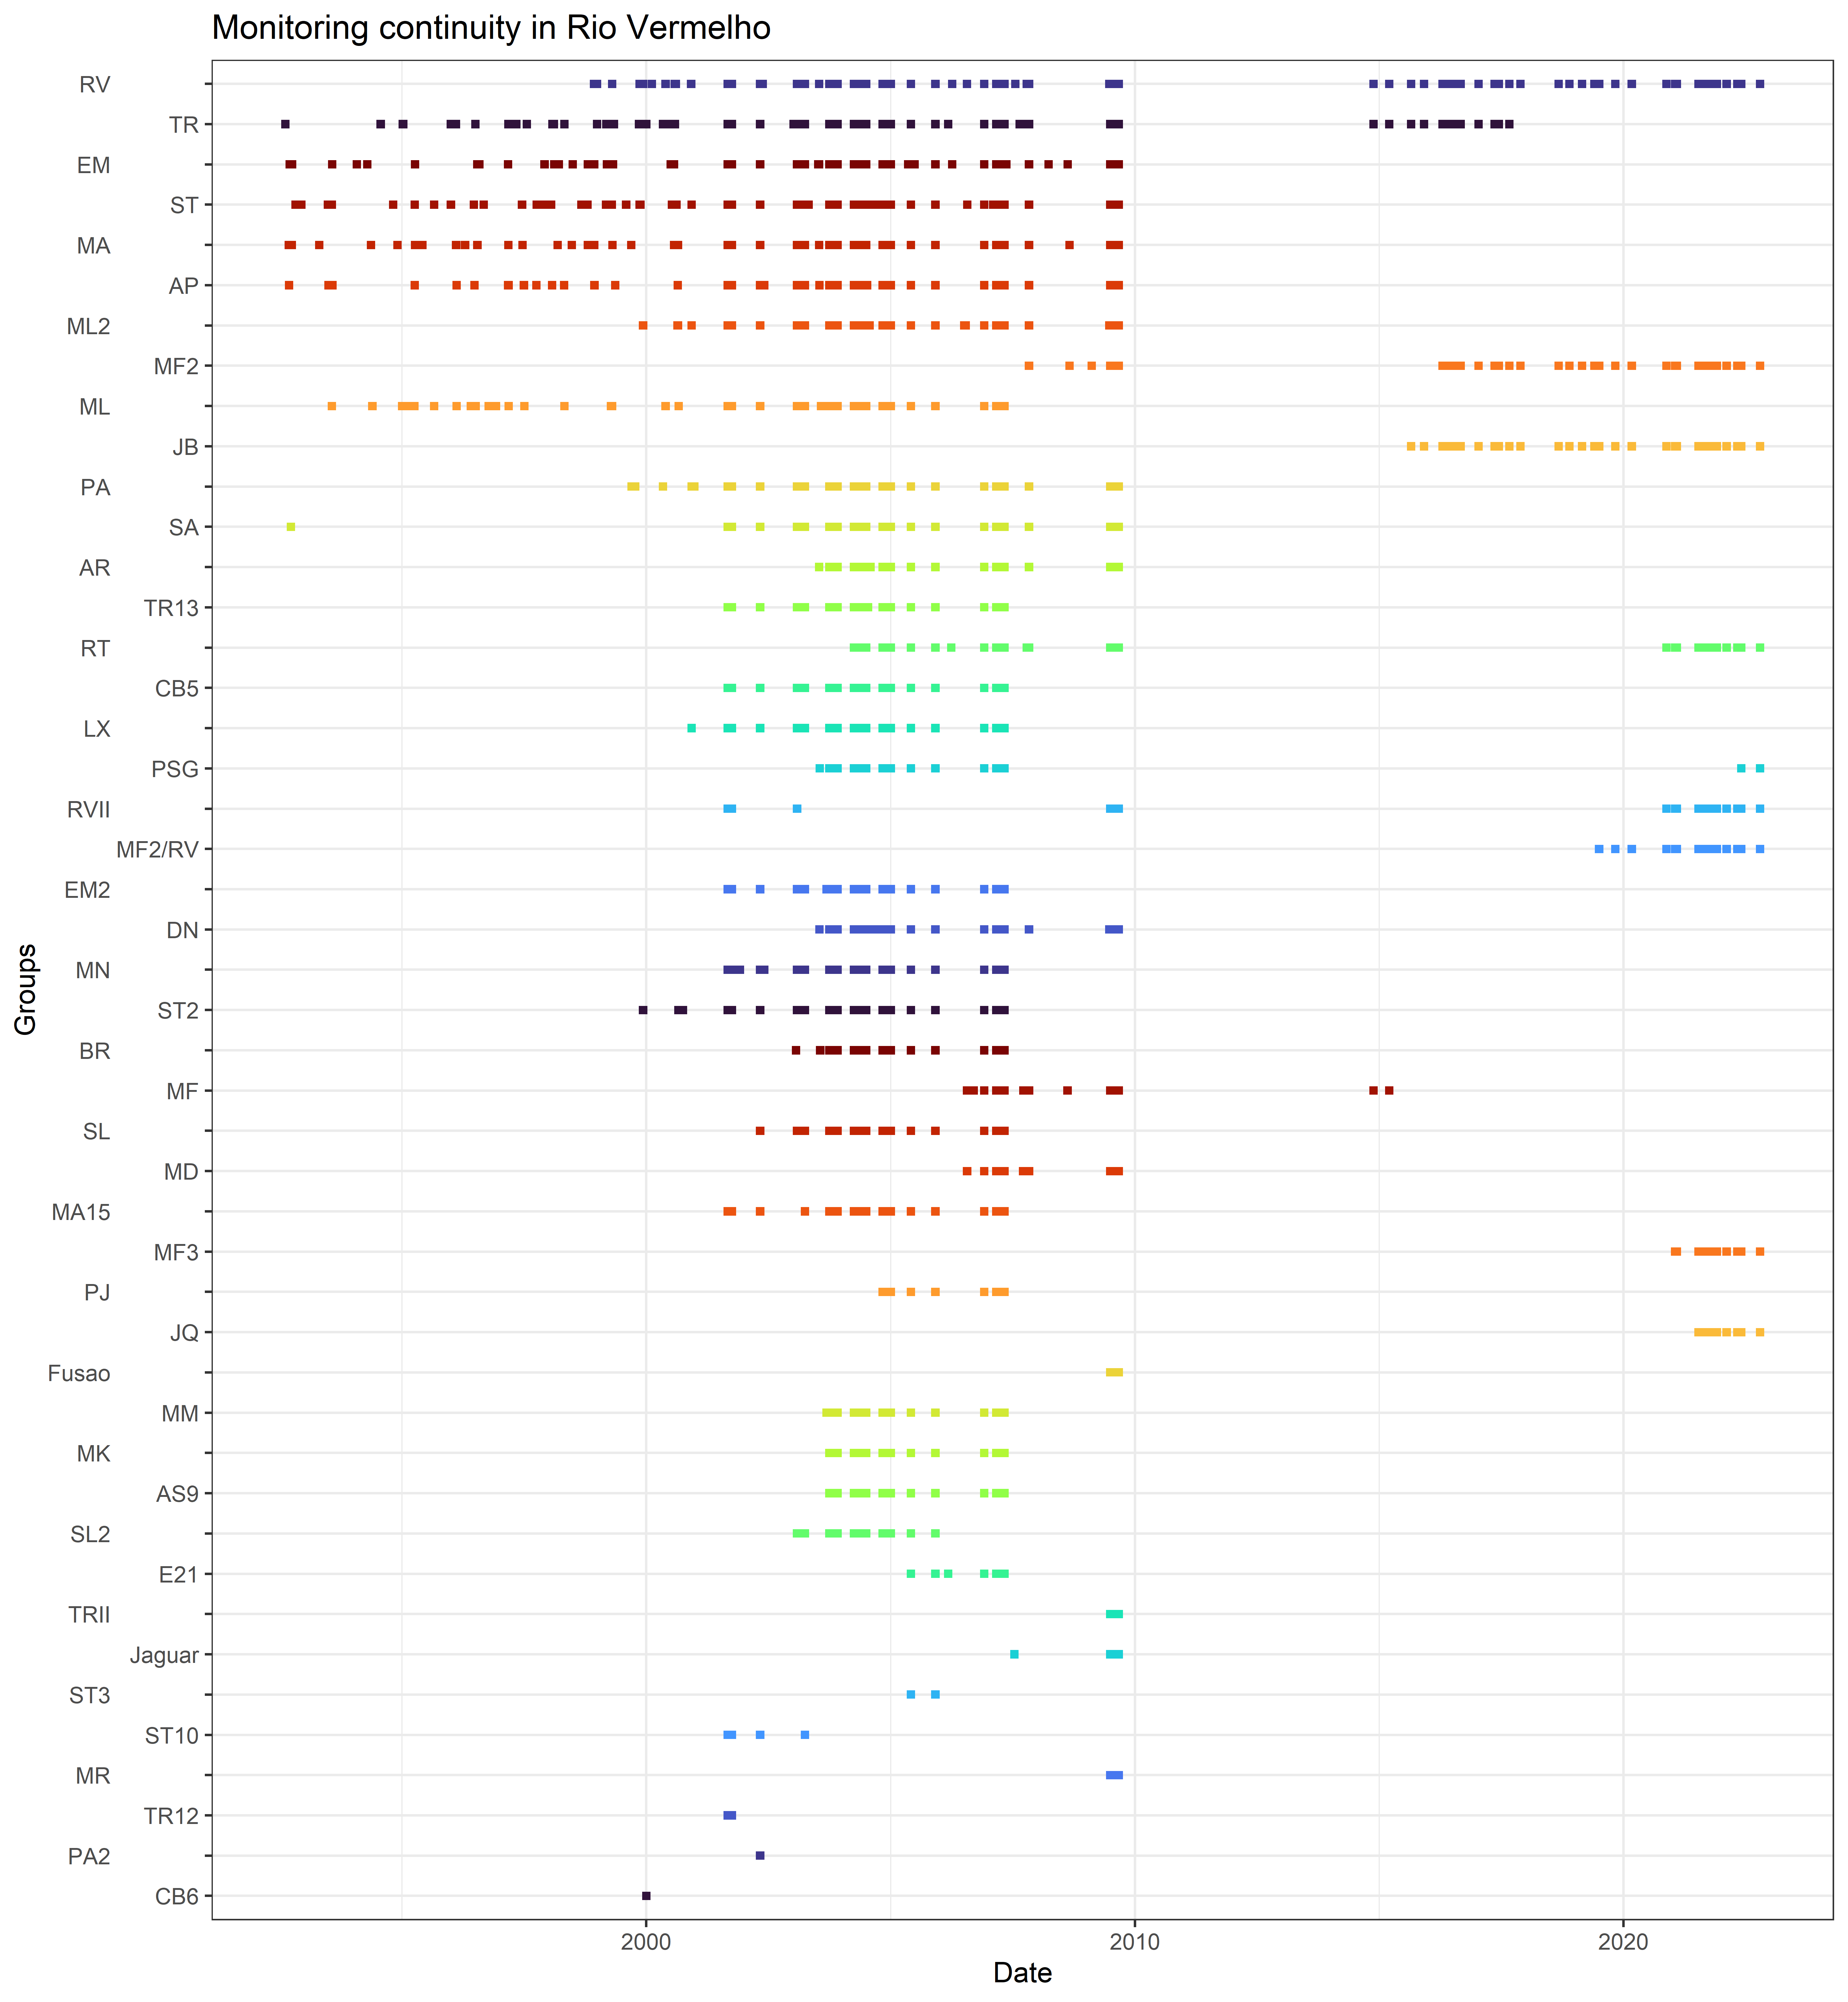 Monitoring continuity in Rio Vermelho
RV
TR
EM
ST
MA
AP
ML2
MF2
ML
JB
PA
SA
AR
TR13
RT
CB5
LX
PSG
RVII
MF2/RV
EM2
DN
MN
ST2
BR
MF
SL
MD
MA15
MF3
PJ
JQ
Fusao
MM
MK
AS9
SL2
E21
TRII
Jaguar
ST3
ST10
MR
TR12
PA2
CB6
Groups
2000 2010 2020
Date